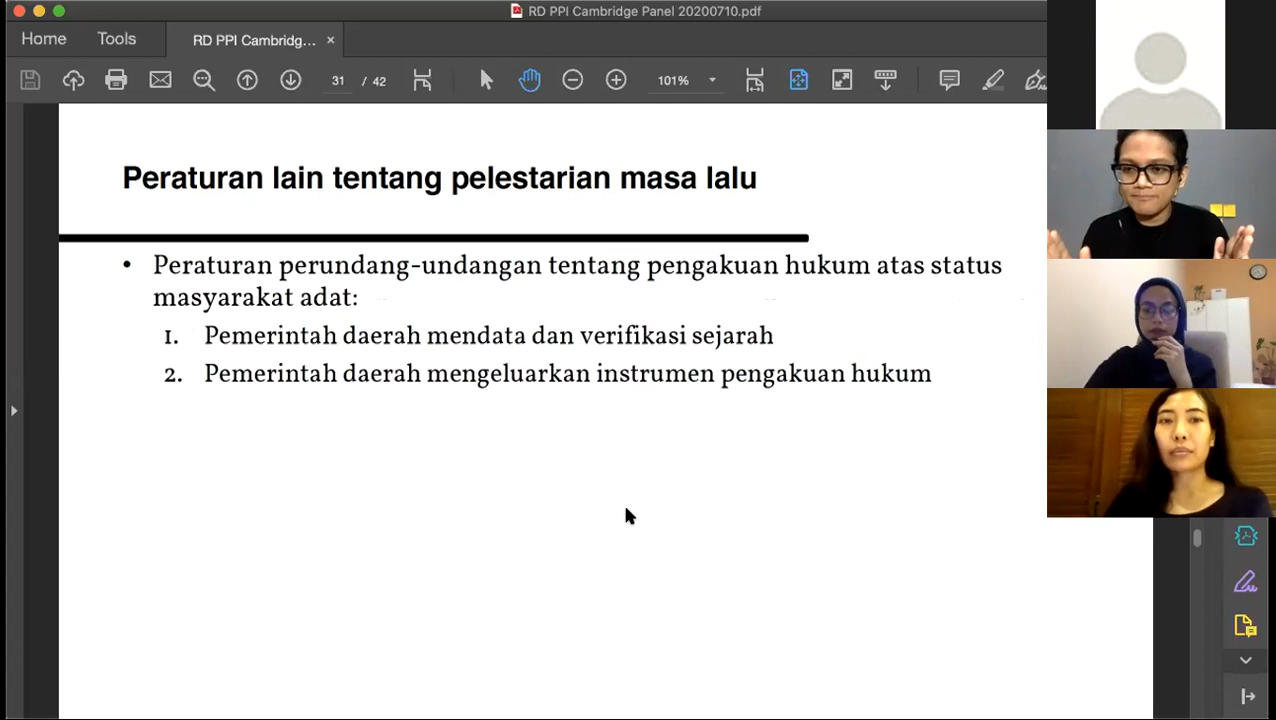 RD PPI Cambridge Panel 20200710.pdf
Home
Tools
RD PPI Cambridg... ×
31 / 42
101%
Peraturan lain tentang pelestarian masa lalu
• Peraturan perundang-undangan tentang pengakuan hukum atas status
masyarakat adat:
1. Pemerintah daerah mendata dan verifikasi sejarah
2. Pemerintah daerah mengeluarkan instrumen pengakuan hukum